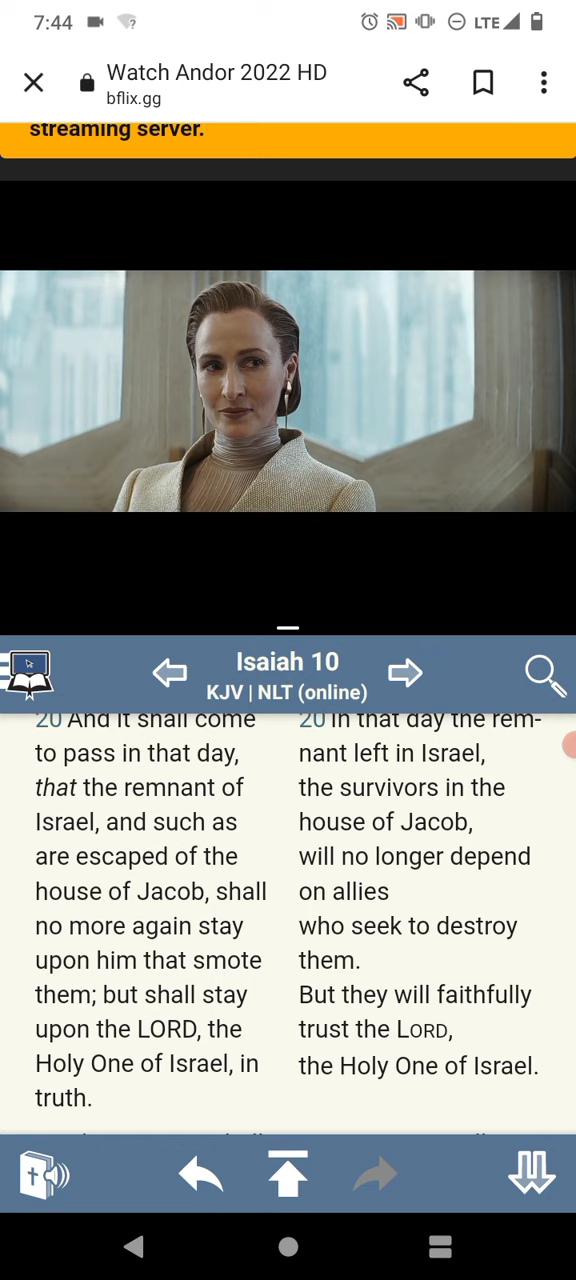 7:44
LTE
Watch Andor 2022 HD
bflix.gg
streaming server.
Isaiah 10
KJV | NLT (online)
20 And it shall come
to pass in that day,
that the remnant of
Israel, and such as
are escaped of the
house of Jacob, shall
no more again stay
upon him that smote
them; but shall stay
upon the LORD, the
Holy One of Israel, in
truth.
20 In that day the rem-
nant left in Israel,
the survivors in the
house of Jacob,
will no longer depend
on allies
who seek to destroy
them.
But they will faithfully
trust the LORD,
the Holy One of Israel.